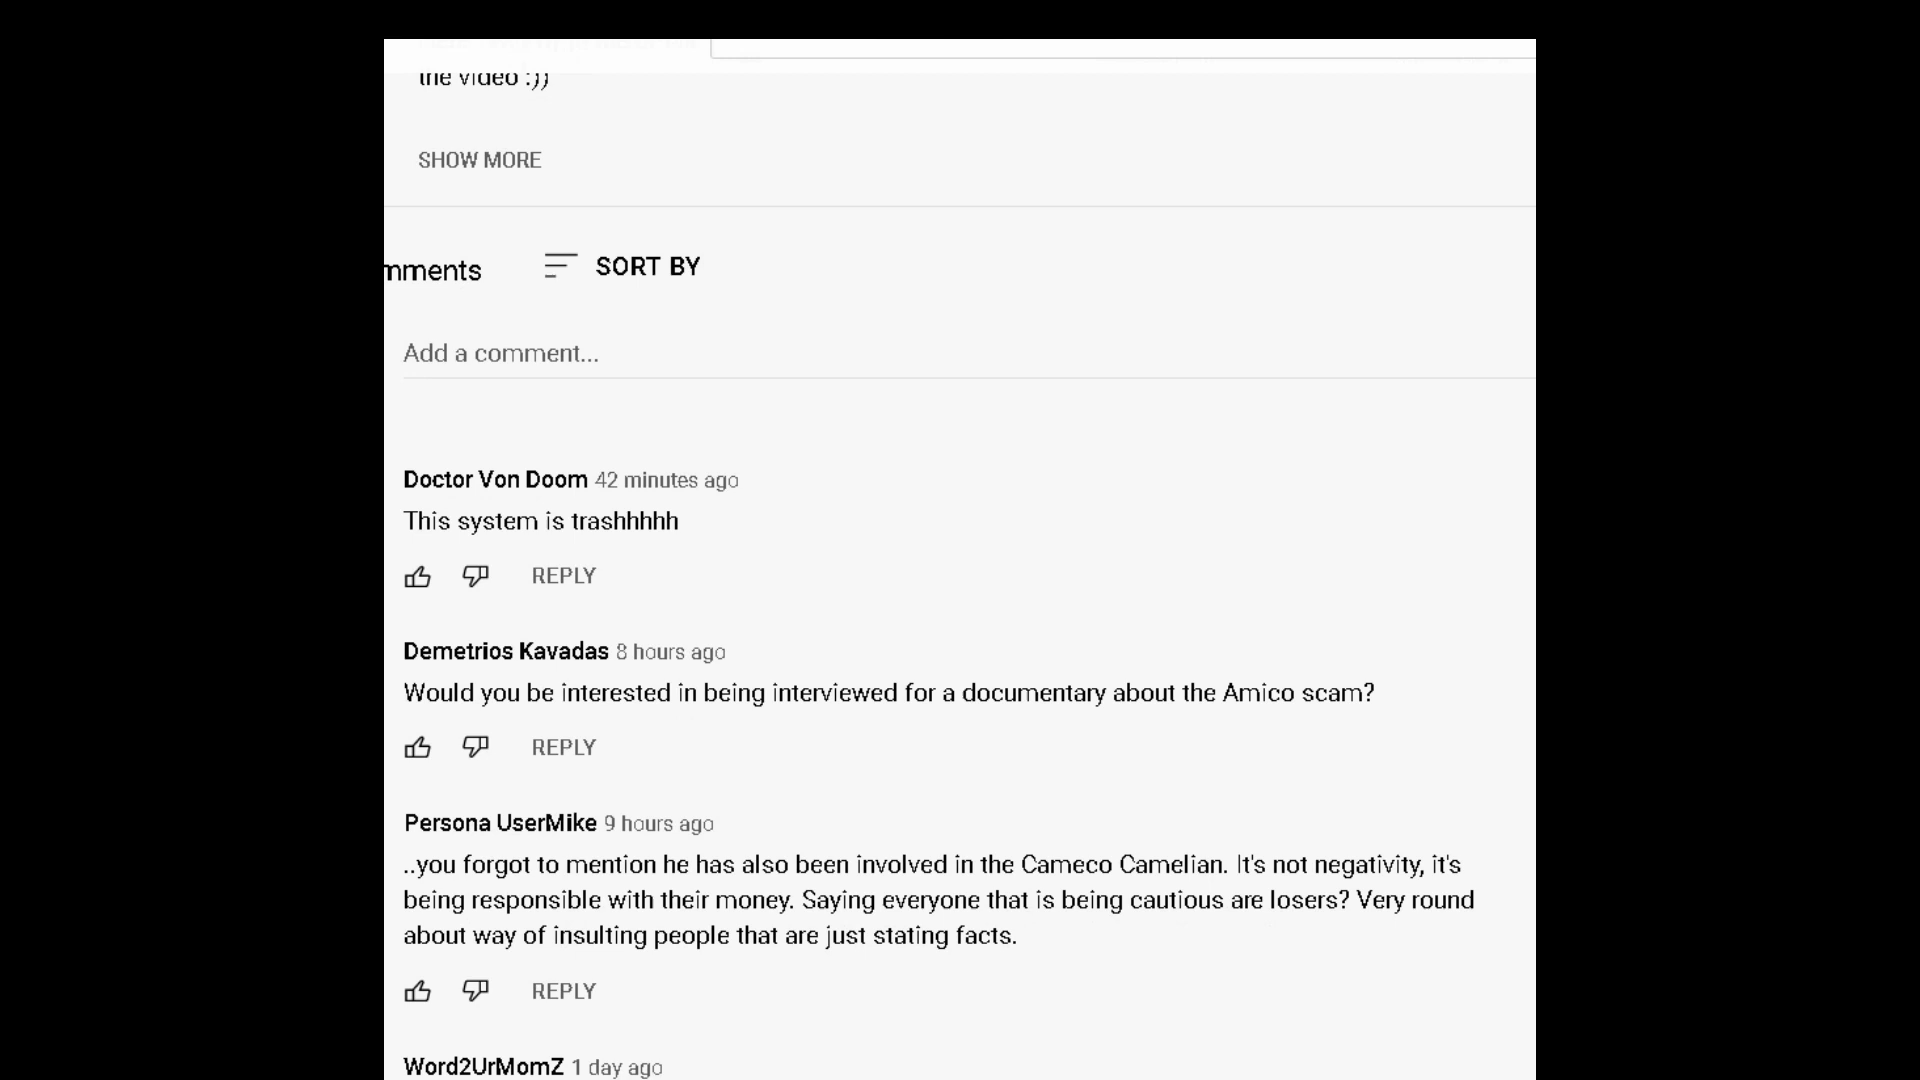 the video :))
SHOW MORE
mments
SORT BY
Add a comment...
Doctor Von Doom 42 minutes ago
This system is trashhhhh
REPLY
Demetrios Kavadas 8 hours ago
Would you be interested in being interviewed for a documentary about the Amico scam?
REPLY
Persona UserMike 9 hours ago
..you forgot to mention he has also been involved in the Cameco Camelian. It's not negativity, it's
being responsible with their money. Saying everyone that is being cautious are losers? Very round
about way of insulting people that are just stating facts.
REPLY
Word2UrMomZ 1 day ago